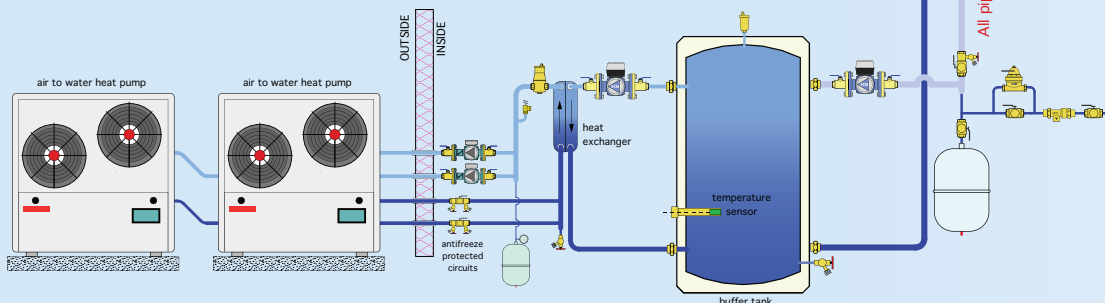 All pip
OUTSIDE
INSIDE
air to water heat pump
air to water heat pump
heat
exchanger
temperature
sensor
antifreeze
protected
circuits
buffer tank